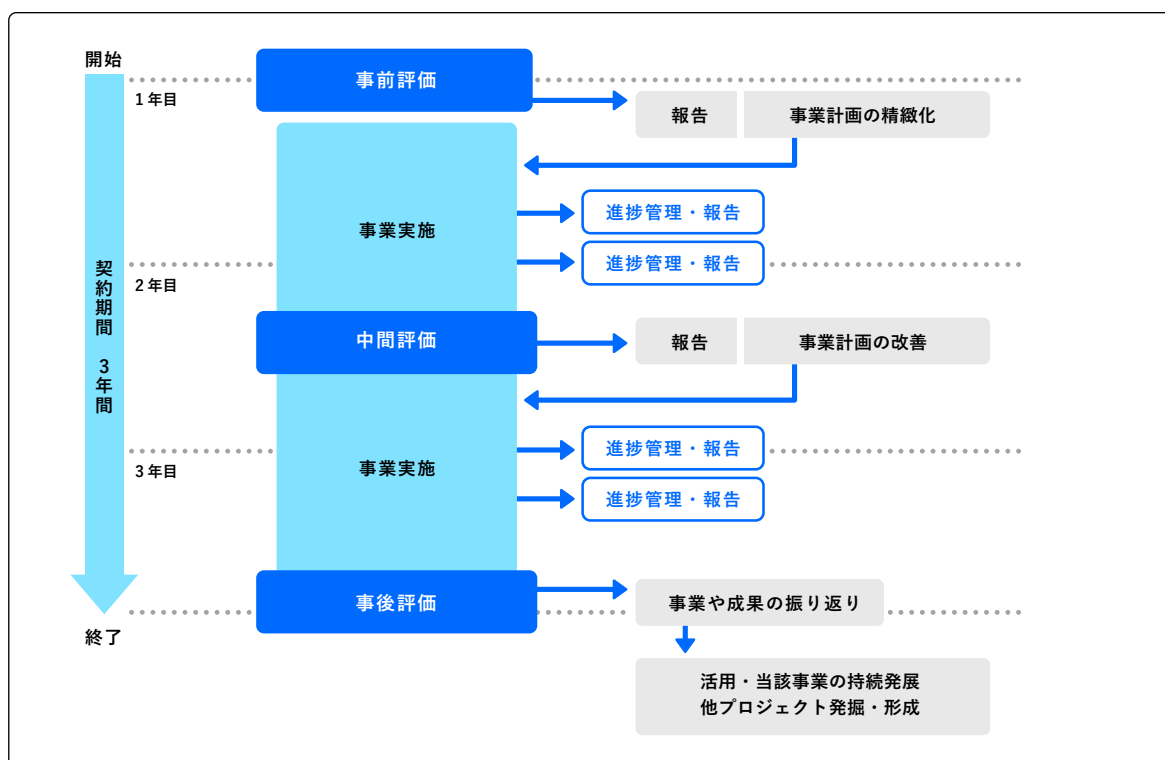 開始
事前評価
1年目
報告
事業計画の精緻化
進捗管理・報告
事業実施
進捗管理・報告
契約期間 3年間
2年目
中間評価
報告
事業計画の改善
進捗管理・報告
事業実施
3年目
進捗管理・報告
事後評価
事業や成果の振り返り
終了
活用・当該事業の持続発展
他プロジェクト発掘・形成